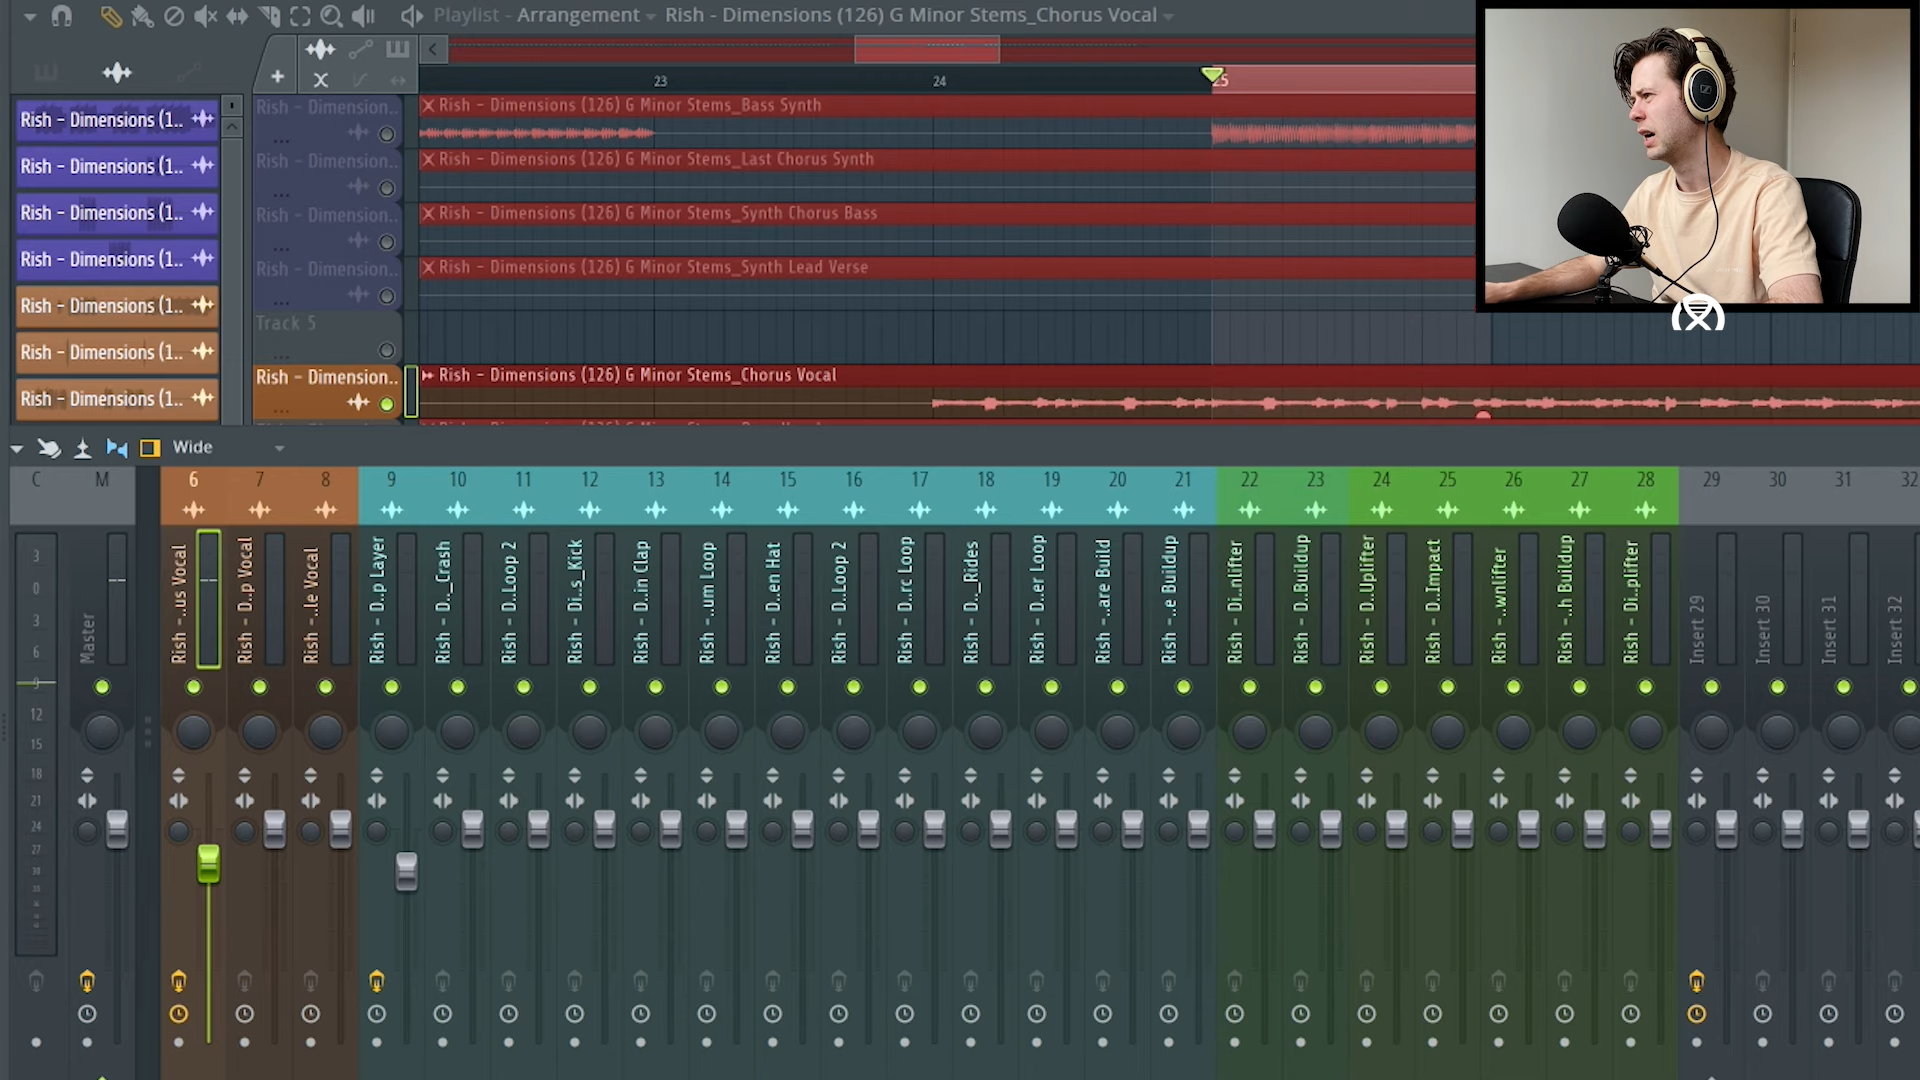 Playlist - Arrangement Rish - Dimensions (126) G Minor Stems_Chorus Vocal
23 24 25
Rish - Dimensions (1..
Rish - Dimensions (1..
Rish - Dimensions (1..
Rish - Dimensions (1..
Rish - Dimensions (1..
Rish - Dimensions (1..
Rish - Dimensions (1..
Rish - Dimension..
Rish - Dimension..
Rish - Dimension..
Rish - Dimension..
Track 5
Rish - Dimension..
Rish - Dimensions (126) G Minor Stems_Bass Synth
Rish - Dimensions (126) G Minor Stems_Last Chorus Synth
Rish - Dimensions (126) G Minor Stems_Synth Chorus Bass
Rish - Dimensions (126) G Minor Stems_Synth Lead Verse
Rish - Dimensions (126) G Minor Stems_Chorus Vocal
Wide
C M 6 7 8 9 10 11 12 13 14 15 16 17 18 19 20 21 22 23 24 25 26 27 28 29 30 31 32
Master
Rish - ..us Vocal
Rish - D..p Vocal
Rish -..le Vocal
Rish - D..p Layer
Rish - D.._Crash
Rish - D..Loop 2
Rish - Di..s_Kick
Rish - D..in Clap
Rish -..um Loop
Rish - D..en Hat
Rish - D..Loop 2
Rish - D..rc Loop
Rish - D.._Rides
Rish - D..er Loop
Rish -..are Build
Rish - D..e Buildup
Rish - Di..nlifter
Rish - D..Buildup
Rish - D..Uplifter
Rish - D..Impact
Rish - ..wnlifter
Rish - D..h Buildup
Rish - Di..plifter
Insert 29
Insert 30
Insert 31
Insert 32
3
0
3
6
9
12
15
18
21
24
27
30